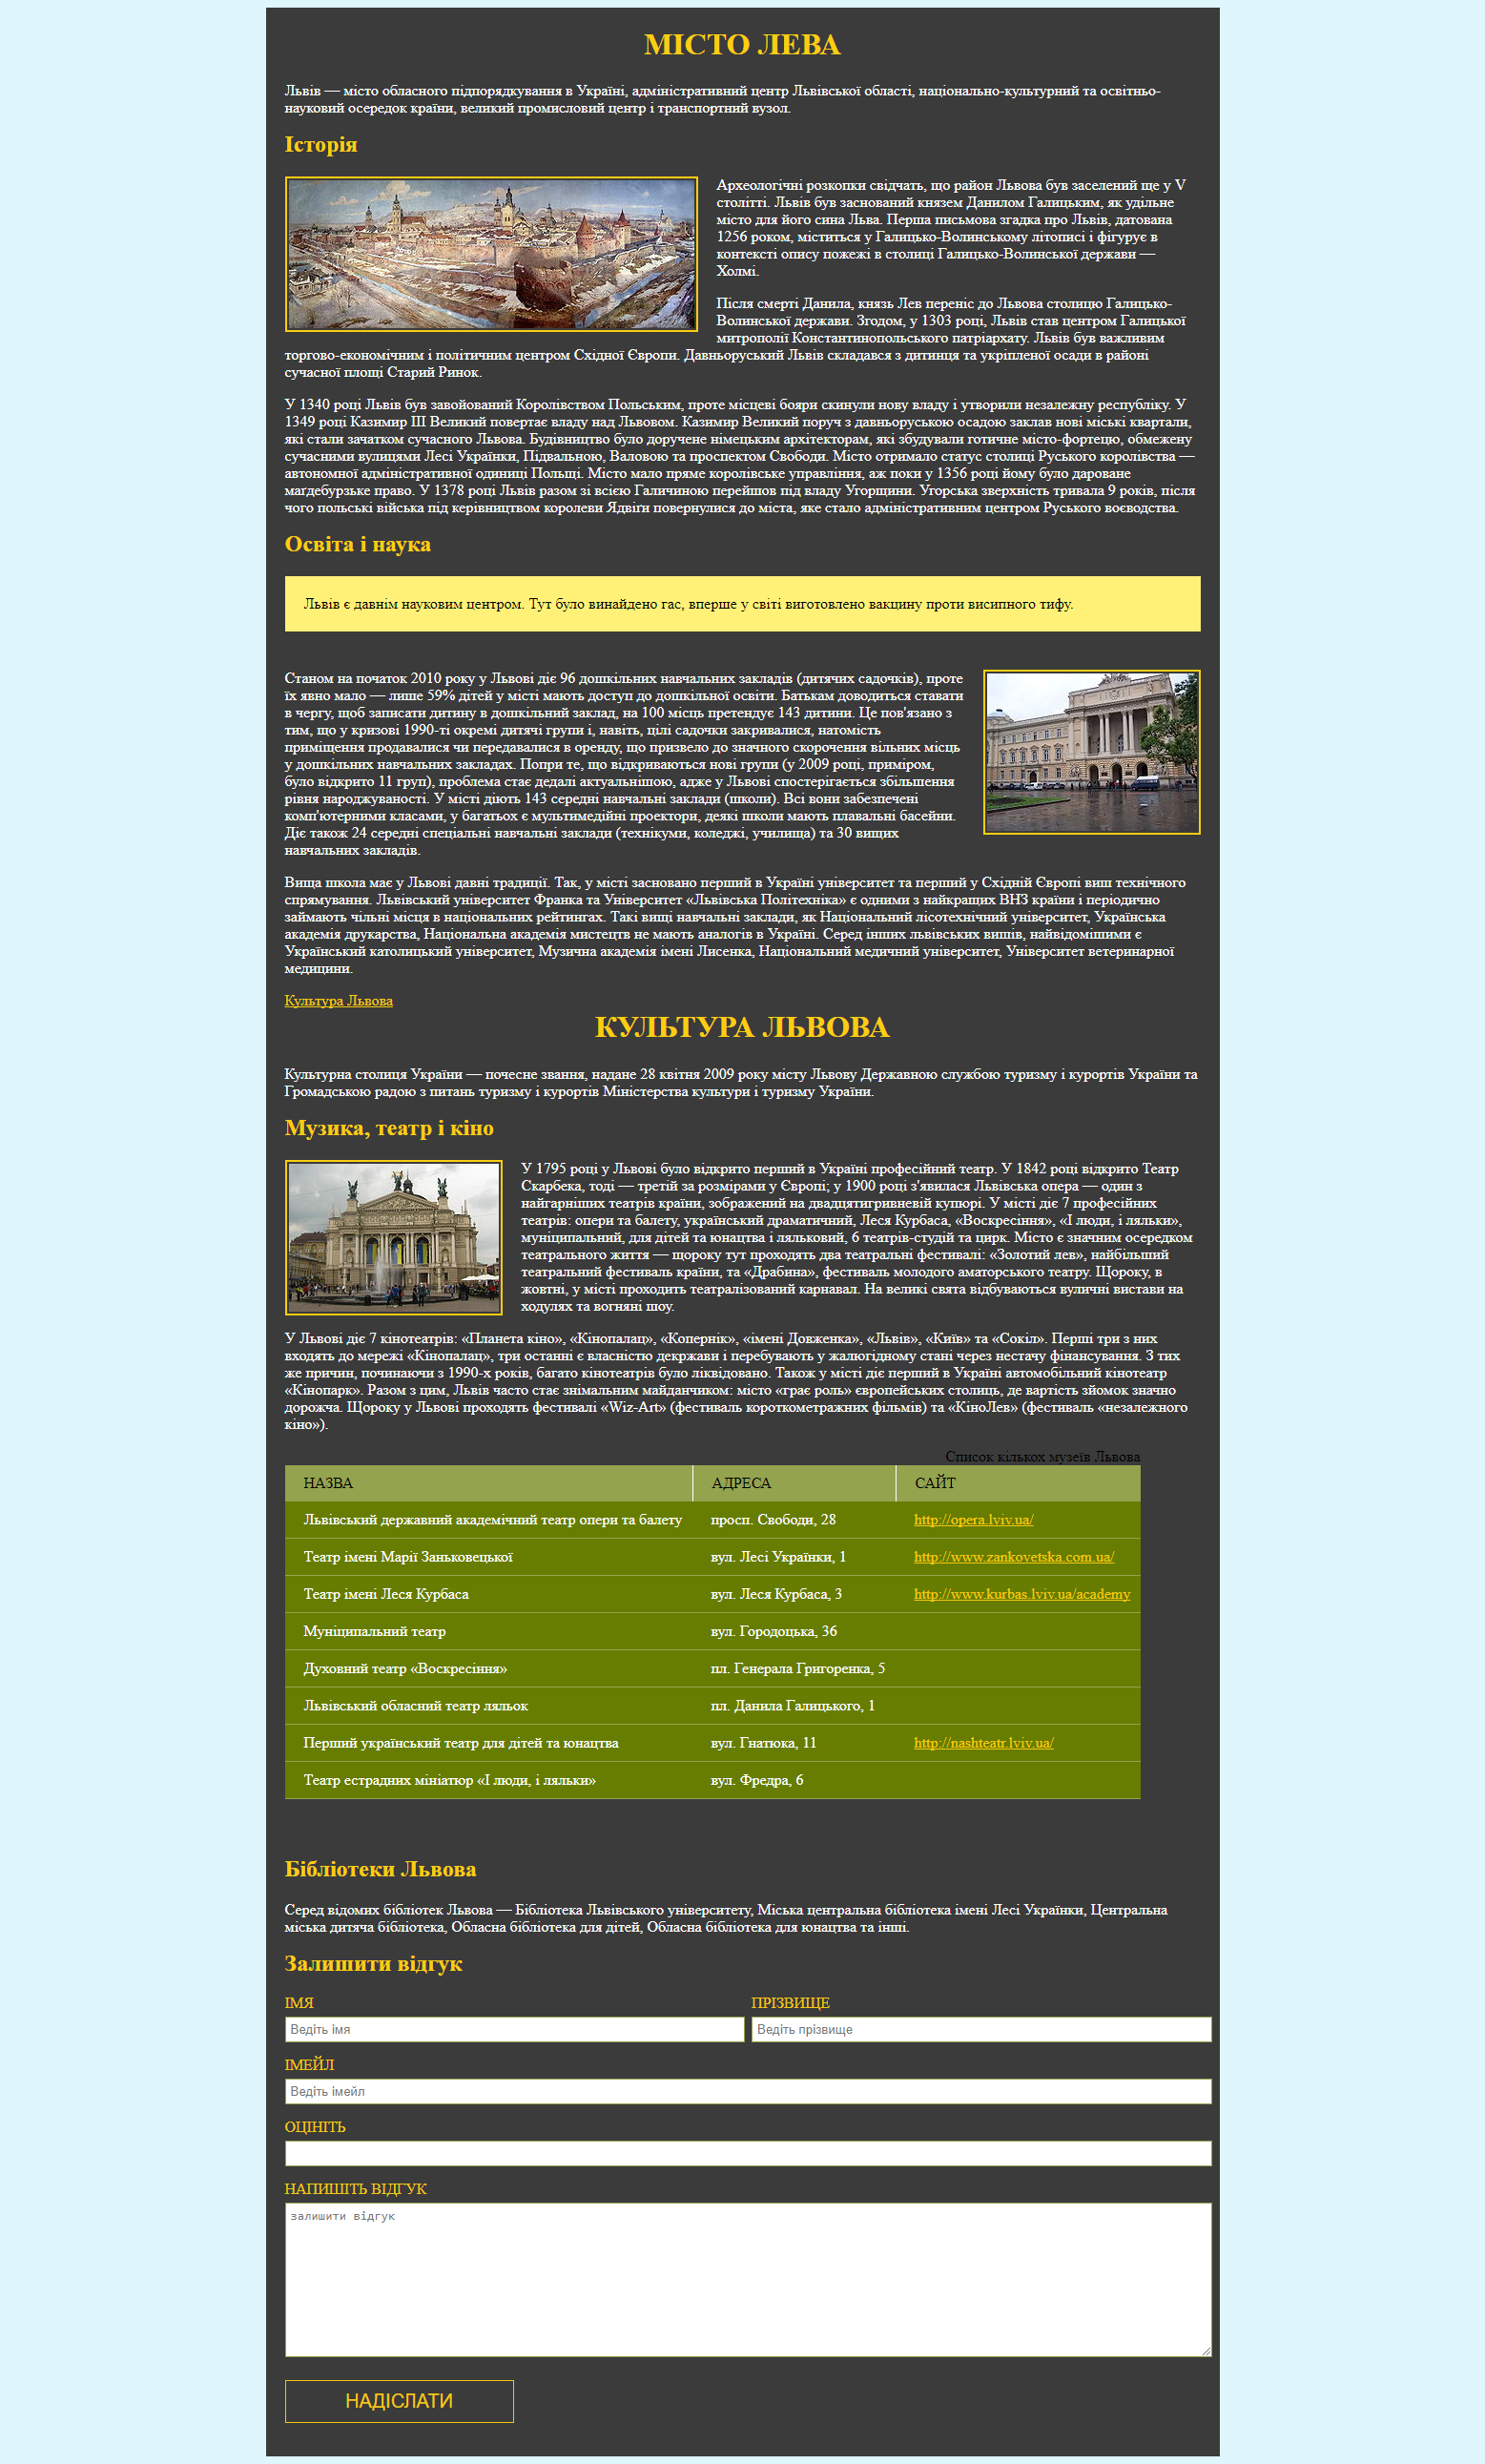 МІСТО ЛЕВА
Львів — місто обласного підпорядкування в Україні, адміністративний центр Львівської області, національно-культурний та освітньо-
науковий осередок країни, великий промисловий центр і транспортний вузол.
Історія
Археологічні розкопки свідчать, що район Львова був заселений ще у V
столітті. Львів був заснований князем Данилом Галицьким, як удільне
місто для його сина Льва. Перша письмова згадка про Львів, датована
1256 роком, міститься у Галицько-Волинському літописі і фігурує в
контексті опису пожежі в столиці Галицько-Волинської держави —
Холмі.
Після смерті Данила, князь Лев переніс до Львова столицю Галицько-
Волинської держави. Згодом, у 1303 році, Львів став центром Галицької
митрополії Константинопольського патріархату. Львів був важливим
торгово-економічним і політичним центром Східної Європи. Давньоруський Львів складався з дитинця та укріпленої осади в районі
сучасної площі Старий Ринок.
У 1340 році Львів був завойований Королівством Польським, проте місцеві бояри скинули нову владу і утворили незалежну республіку. У
1349 році Казимир III Великий повертає владу над Львовом. Казимир Великий поруч з давньоруською осадою заклав нові міські квартали,
які стали зачатком сучасного Львова. Будівництво було доручене німецьким архітекторам, які збудували готичне місто-фортецю, обмежену
сучасними вулицями Лесі Українки, Підвальною, Валовою та проспектом Свободи. Місто отримало статус столиці Руського королівства —
автономної адміністративної одиниці Польщі. Місто мало пряме королівське управління, аж поки у 1356 році йому було дароване
магдебурзьке право. У 1378 році Львів разом зі всією Галичиною перейшов під владу Угорщини. Угорська зверхність тривала 9 років, після
чого польські війська під керівництвом королеви Ядвіги повернулися до міста, яке стало адміністративним центром Руського воєводства.
Освіта і наука
Львів є давнім науковим центром. Тут було винайдено гас, вперше у світі виготовлено вакцину проти висипного тифу.
Станом на початок 2010 року у Львові діє 96 дошкільних навчальних закладів (дитячих садочків), проте
їх явно мало — лише 59% дітей у місті мають доступ до дошкільної освіти. Батькам доводиться ставати
в чергу, щоб записати дитину в дошкільний заклад, на 100 місць претендує 143 дитини. Це пов'язано з
тим, що у кризові 1990-ті окремі дитячі групи і, навіть, цілі садочки закривалися, натомість
приміщення продавалися чи передавалися в оренду, що призвело до значного скорочення вільних місць
у дошкільних навчальних закладах. Попри те, що відкриваються нові групи (у 2009 році, приміром,
було відкрито 11 груп), проблема стає дедалі актуальнішою, адже у Львові спостерігається збільшення
рівня народжуваності. У місті діють 143 середні навчальні заклади (школи). Всі вони забезпечені
комп'ютерними класами, у багатьох є мультимедійні проектори, деякі школи мають плавальні басейни.
Діє також 24 середні спеціальні навчальні заклади (технікуми, коледжі, училища) та 30 вищих
навчальних закладів.
Вища школа має у Львові давні традиції. Так, у місті засновано перший в Україні університет та перший у Східній Європі виш технічного
спрямування. Львівський університет Франка та Університет «Львівська Політехніка» є одними з найкращих ВНЗ країни і періодично
займають чільні місця в національних рейтингах. Такі вищі навчальні заклади, як Національний лісотехнічний університет, Українська
академія друкарства, Національна академія мистецтв не мають аналогів в Україні. Серед інших львівських вишів, найвідомішими є
Український католицький університет, Музична академія імені Лисенка, Національний медичний університет, Університет ветеринарної
медицини.
Культура Львова
КУЛЬТУРА ЛЬВОВА
Культурна столиця України — почесне звання, надане 28 квітня 2009 року місту Львову Державною службою туризму і курортів України та
Громадською радою з питань туризму і курортів Міністерства культури і туризму України.
Музика, театр і кіно
У 1795 році у Львові було відкрито перший в Україні професійний театр. У 1842 році відкрито Театр
Скарбека, тоді — третій за розмірами у Європі; у 1900 році з'явилася Львівська опера — один з
найгарніших театрів країни, зображений на двадцятигривневій купюрі. У місті діє 7 професійних
театрів: опери та балету, український драматичний, Леся Курбаса, «Воскресіння», «І люди, і ляльки»,
муніципальний, для дітей та юнацтва і ляльковий, 6 театрів-студій та цирк. Місто є значним осередком
театрального життя — щороку тут проходять два театральні фестивалі: «Золотий лев», найбільший
театральний фестиваль країни, та «Драбина», фестиваль молодого аматорського театру. Щороку, в
жовтні, у місті проходить театралізований карнавал. На великі свята відбуваються вуличні вистави на
ходулях та вогняні шоу.
У Львові діє 7 кінотеатрів: «Планета кіно», «Кінопалац», «Копернік», «імені Довженка», «Львів», «Київ» та «Сокіл». Перші три з них
входять до мережі «Кінопалац», три останні є власністю декржави і перебувають у жалюгідному стані через нестачу фінансування. З тих
же причин, починаючи з 1990-х років, багато кінотеатрів було ліквідовано. Також у місті діє перший в Україні автомобільний кінотеатр
«Кінопарк». Разом з цим, Львів часто стає знімальним майданчиком: місто «грає роль» європейських столиць, де вартість зйомок значно
дорожча. Щороку у Львові проходять фестивалі «Wiz-Art» (фестиваль короткометражних фільмів) та «КіноЛев» (фестиваль «незалежного
кіно»).
Список кількох музеїв Львова
НАЗВА АДРЕСА САЙТ
Львівський державний академічний театр опери та балету просп. Свободи, 28 http://opera.lviv.ua/
Театр імені Марії Заньковецької вул. Лесі Українки, 1 http://www.zankovetska.com.ua/
Театр імені Леся Курбаса вул. Леся Курбаса, 3 http://www.kurbas.lviv.ua/academy
Муніципальний театр вул. Городоцька, 36
Духовний театр «Воскресіння» пл. Генерала Григоренка, 5
Львівський обласний театр ляльок пл. Данила Галицького, 1
Перший український театр для дітей та юнацтва вул. Гнатюка, 11 http://nashteatr.lviv.ua/
Театр естрадних мініатюр «І люди, і ляльки» вул. Фредра, 6
Бібліотеки Львова
Серед відомих бібліотек Львова — Бібліотека Львівського університету, Міська центральна бібліотека імені Лесі Українки, Центральна
міська дитяча бібліотека, Обласна бібліотека для дітей, Обласна бібліотека для юнацтва та інші.
Залишити відгук
ІМЯ ПРІЗВИЩЕ
Ведіть імя Ведіть прізвище
ІМЕЙЛ
Ведіть імейл
ОЦІНІТЬ
НАПИШІТЬ ВІДГУК
залишити відгук
НАДІСЛАТИ